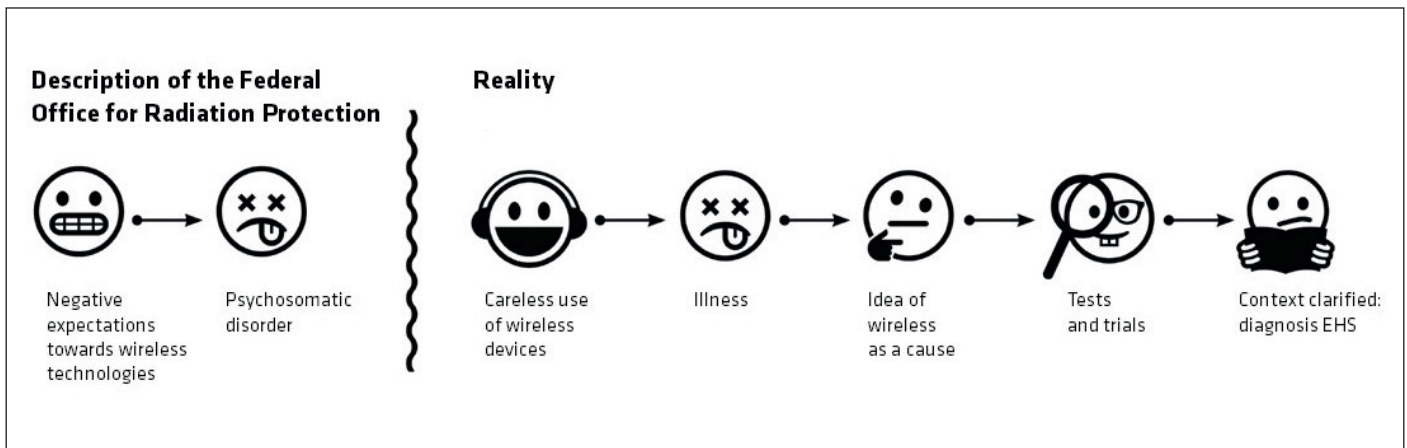 Description of the Federal
Office for Radiation Protection
Negative
expectations
towards wireless
technologies
Psychosomatic
disorder
Reality
Careless use
of wireless
devices
Illness
Idea of
wireless
as a cause
Tests
and trials
Context clarified:
diagnosis EHS